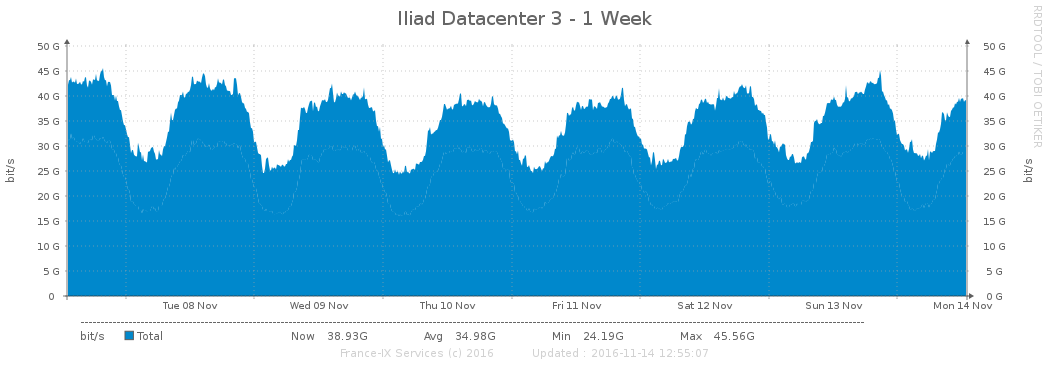 Iliad Datacenter 3 - 1 Week
RRDTOOL / TOBI OETIKER
50 G 50 G
45 G 45 G
40 G 40 G
35 G 35 G
30 G 30 G
25 G 25 G
20 G 20 G
15 G 15 G
10 G 10 G
5 G 5 G
0 0 G
bit/s bit/s
Tue 08 Nov Wed 09 Nov Thu 10 Nov Fri 11 Nov Sat 12 Nov Sun 13 Nov Mon 14 Nov
bit/s Total Now 38.93G Avg 34.98G Min 24.19G Max 45.56G
France-IX Services (c) 2016 Updated : 2016-11-14 12:55:07